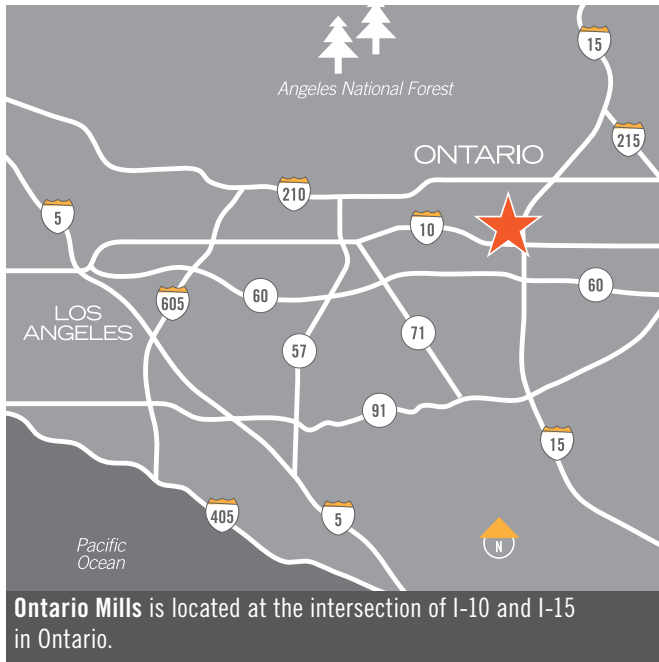 15
Angeles National Forest
215
ONTARIO
210
5
10
605
60
60
LOS
ANGELES
57
71
91
15
405
5
N
Pacific
Ocean
Ontario Mills is located at the intersection of I-10 and I-15
in Ontario.